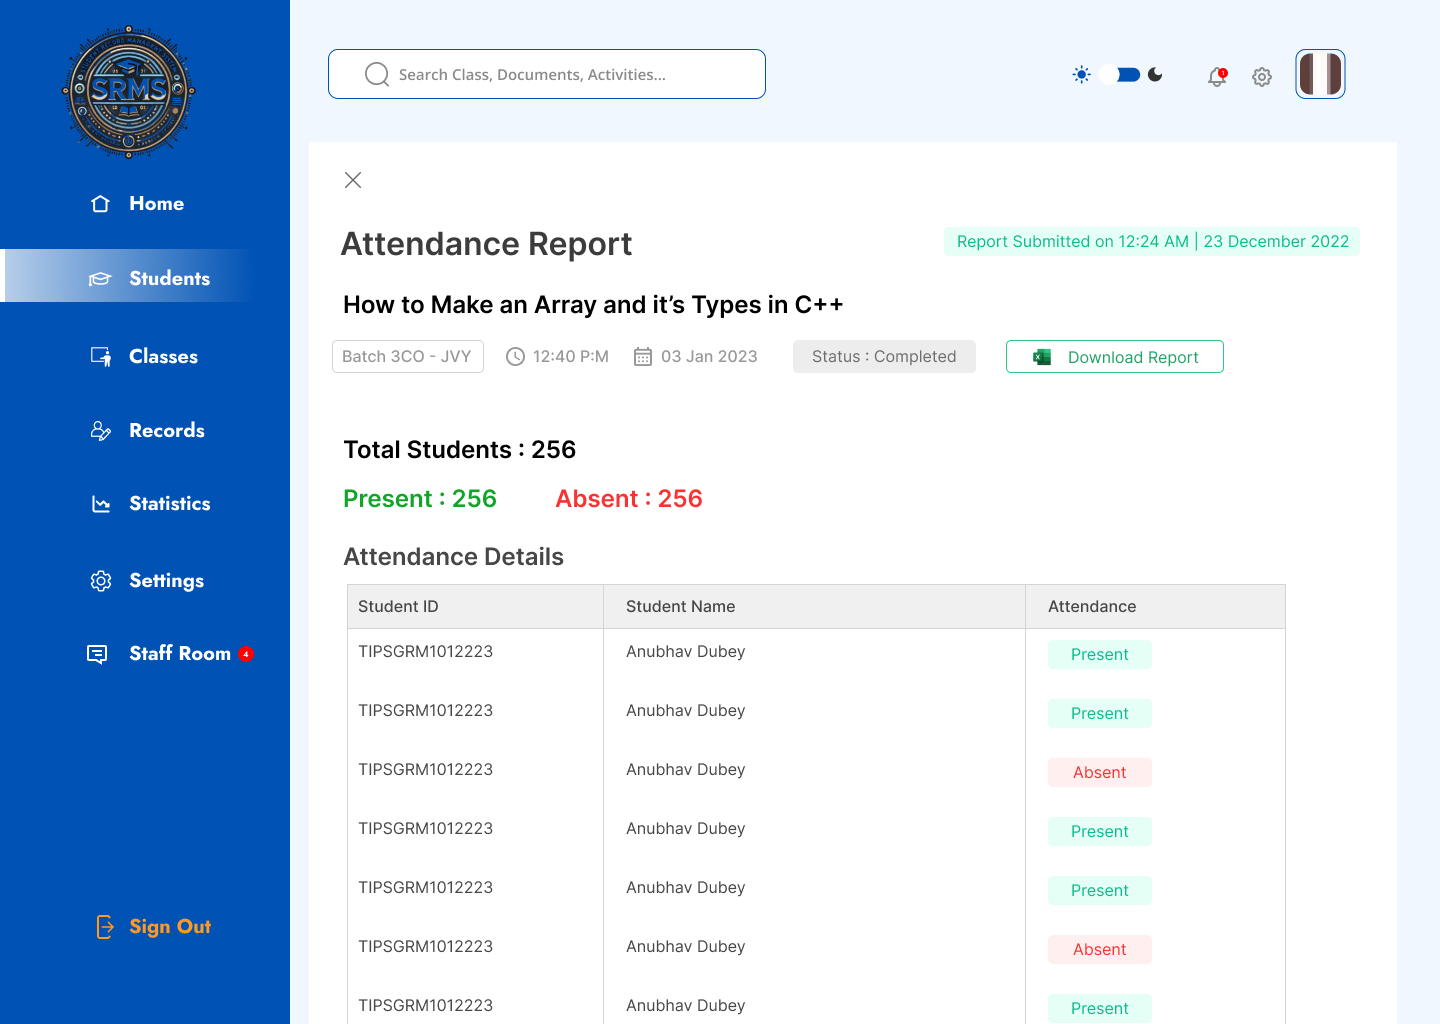 SRMS
Home
Students
Classes
Records
Statistics
Settings
Staff Room 4
Sign Out
Search Class, Documents, Activities...
1
Attendance Report
Report Submitted on 12:24 AM | 23 December 2022
How to Make an Array and it’s Types in C++
Batch 3CO - JVY 12:40 P:M 03 Jan 2023 Status : Completed Download Report
Total Students : 256
Present : 256 Absent : 256
Attendance Details
Student ID Student Name Attendance
TIPSGRM1012223 Anubhav Dubey Present
TIPSGRM1012223 Anubhav Dubey Present
TIPSGRM1012223 Anubhav Dubey Absent
TIPSGRM1012223 Anubhav Dubey Present
TIPSGRM1012223 Anubhav Dubey Present
TIPSGRM1012223 Anubhav Dubey Absent
TIPSGRM1012223 Anubhav Dubey Present